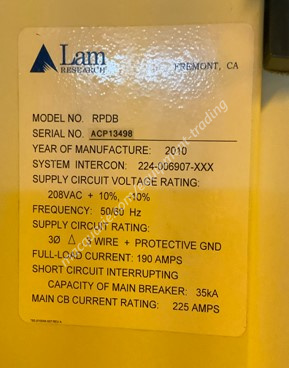 Lam
RESEARCH
FREMONT, CA
MODEL NO. RPDB
SERIAL NO. ACP13498
YEAR OF MANUFACTURE: 2010
SYSTEM INTERCON: 224-006907-XXX
SUPPLY CIRCUIT VOLTAGE RATING:
208VAC + 10%, -10%
FREQUENCY: 50/60 Hz
SUPPLY CIRCUIT RATING:
3Ø Δ WIRE + PROTECTIVE GND
FULL-LOAD CURRENT: 190 AMPS
SHORT CIRCUIT INTERRUPTING
CAPACITY OF MAIN BREAKER: 35kA
MAIN CB CURRENT RATING: 225 AMPS